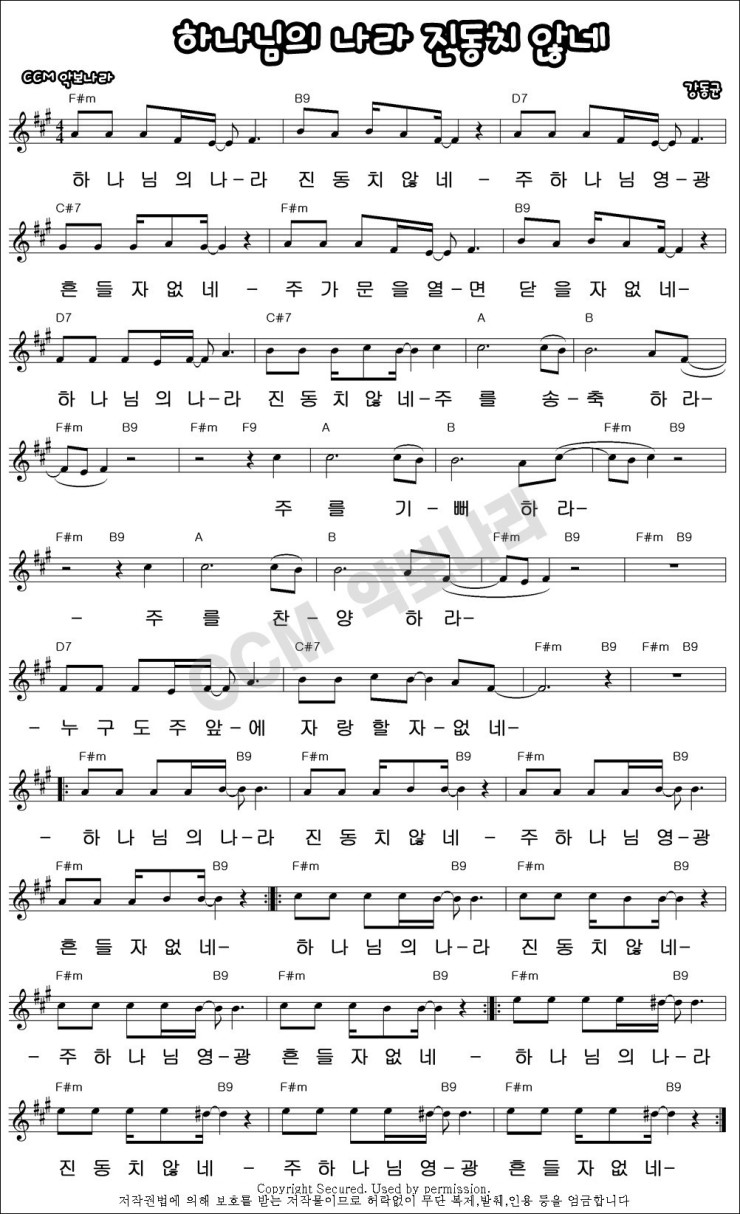 하나님의 나라 진동치 않네
CCM 악보나라
강동균
F#m B9 D7
하 나 님 의 나-라 진 동 치않 네 - 주 하 나 님 영-광
C#7 F#m B9
흔 들 자 없 네 - 주 가 문 을 열-면 닫 을 자 없 네-
D7 C#7 A B
하 나 님 의 나-라 진 동 치 않 네-주 를 송-축 하 라-
F#m B9 F#m F9 A B F#m B9
주 를 기-뻐 하 라-
F#m B9 A B F#m B9 F#m B9
- 주 를 찬-양 하 라-
CCM 악보나라
D7 C#7 F#m B9 F#m B9
- 누 구 도 주 앞-에 자 랑 할 자-없 네-
F#m B9 F#m B9 F#m B9
- 하 나 님 의 나-라 진 동 치 않 네 - 주 하 나 님 영-광
F#m B9 F#m B9 F#m B9
흔 들 자 없 네- 하 나 님 의 나-라 진 동 치 않 네-
F#m B9 F#m B9 F#m B9
- 주 하 나 님 영-광 흔 들 자 없 네 - 하 나 님 의 나-라
F#m B9 F#m B9 F#m B9
진 동 치 않 네 - 주 하 나 님 영-광 흔 들 자 없 네-
Copyright Secured. Used by permission.
저작권법에 의해 보호를 받는 저작물이므로 허락없이 무단 복제,발췌,인용 등을 엄금합니다